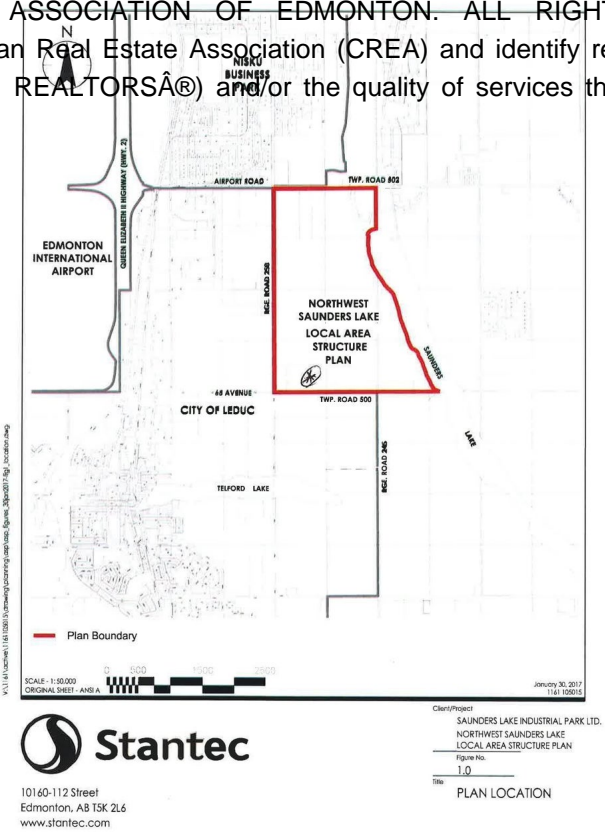 ASSOCIATION OF EDMONTON. ALL RIGHT
an Real Estate Association (CREA) and identify re
REALTORSÂ®) and/or the quality of services th
N
NISKU
BUSINESS
PARK
QUEEN ELIZABETH II HIGHWAY (HWY. 2)
AIRPORT ROAD
TWP. ROAD 502
EDMONTON
INTERNATIONAL
AIRPORT
RGE. ROAD 250
NORTHWEST
SAUNDERS LAKE
LOCAL AREA
STRUCTURE
PLAN
SAUNDERS
LAKE
65 AVENUE
TWP. ROAD 500
CITY OF LEDUC
RGE. ROAD 245
TELFORD LAKE
Plan Boundary
0 500 1500 2500
SCALE - 1:50,000
ORIGINAL SHEET - ANSI A
January 30, 2017
1161 105015
Stantec
10160-112 Street
Edmonton, AB T5K 2L6
www.stantec.com
Client/Project
SAUNDERS LAKE INDUSTRIAL PARK LTD.
NORTHWEST SAUNDERS LAKE
LOCAL AREA STRUCTURE PLAN
Figure No.
1.0
Title
PLAN LOCATION